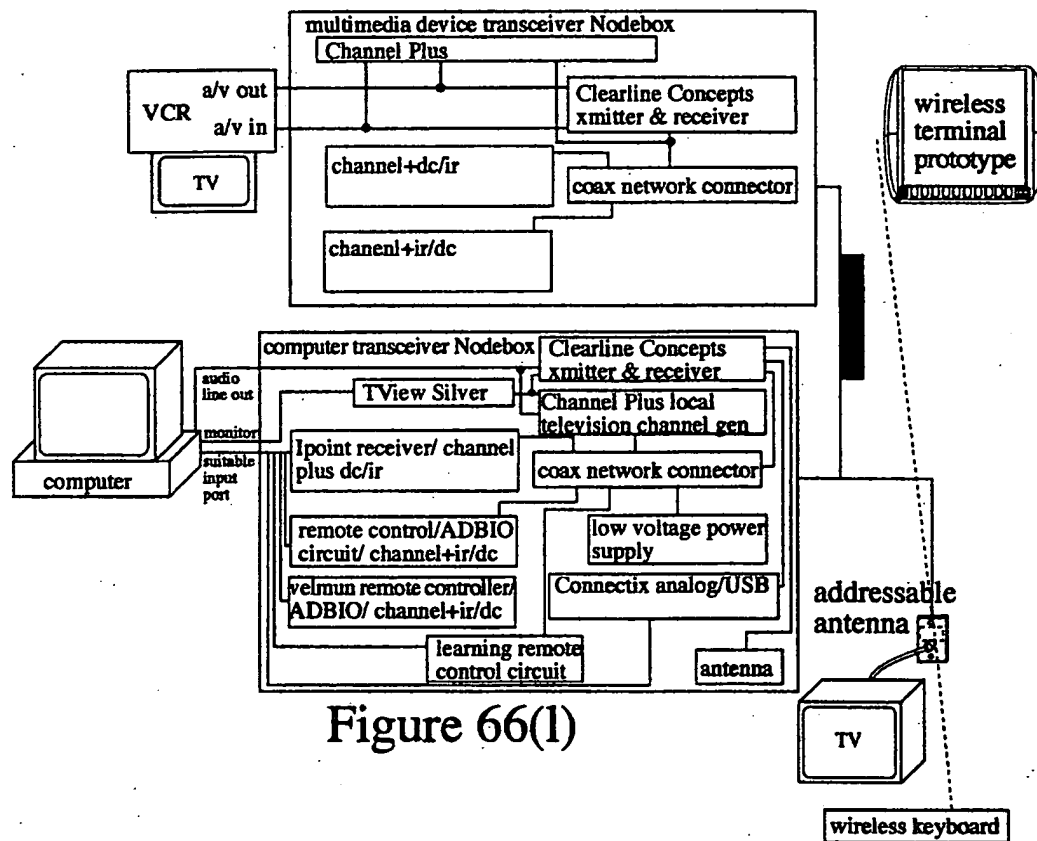 multimedia device transceiver Nodebox
Channel Plus
VCR
a/v out
a/v in
TV
Clearline Concepts
xmitter & receiver
channel+dc/ir
coax network connector
chanenl+ir/dc
wireless
terminal
prototype
computer transceiver Nodebox
Clearline Concepts
xmitter & receiver
audio
line out
TView Silver
Channel Plus local
television channel gen
monitor
suitable
input
port
computer
Ipoint receiver/ channel
plus dc/ir
coax network connector
remote control/ADBIO
circuit/ channel+ir/dc
low voltage power
supply
velmun remote controller/
ADBIO/ channel+ir/dc
Connectix analog/USB
learning remote
control circuit
antenna
addressable
antenna
TV
wireless keyboard
Figure 66(l)